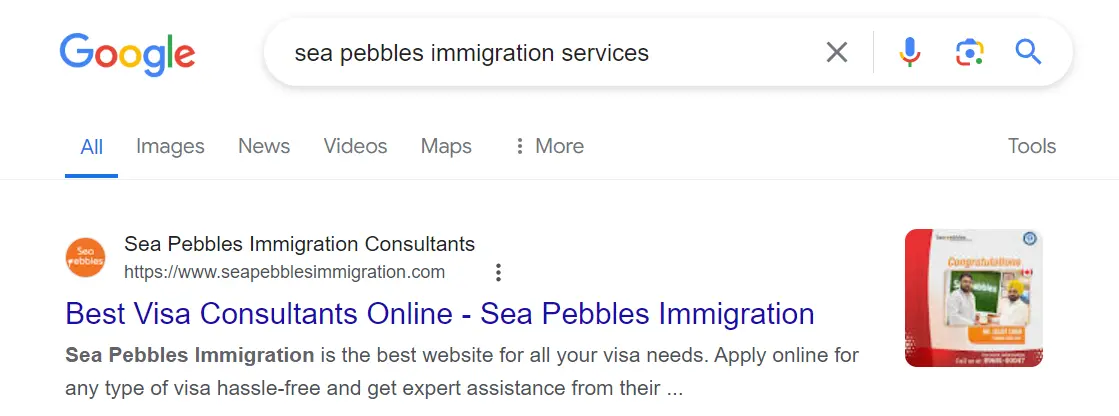 Google
sea pebbles immigration services
All Images News Videos Maps More Tools
Sea
Pebbles
Sea Pebbles Immigration Consultants
https://www.seapebblesimmigration.com
Best Visa Consultants Online - Sea Pebbles Immigration
Sea Pebbles Immigration is the best website for all your visa needs. Apply online for
any type of visa hassle-free and get expert assistance from their ...
Congratulations